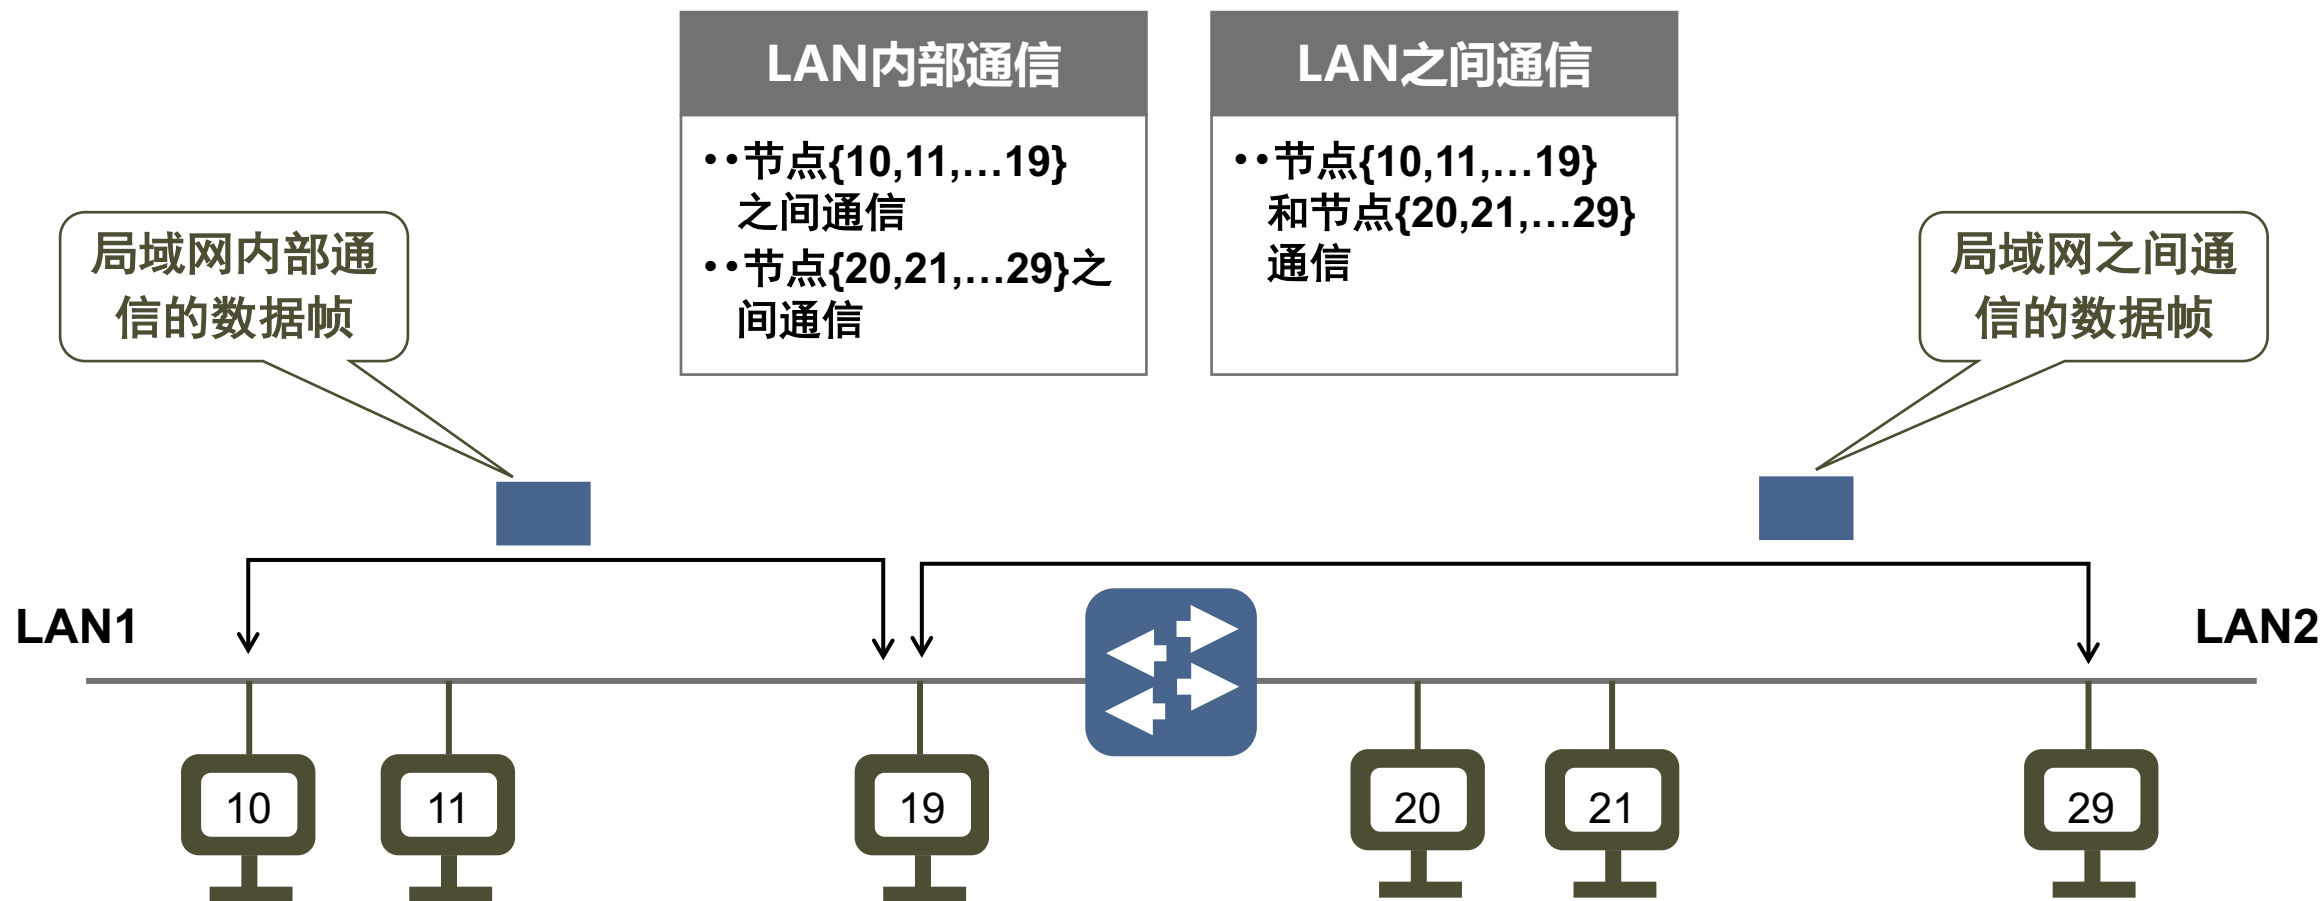 LAN内部通信
••节点{10,11,…19}
之间通信
••节点{20,21,…29}之
间通信
LAN之间通信
••节点{10,11,…19}
和节点{20,21,…29}
通信
局域网内部通
信的数据帧
局域网之间通
信的数据帧
LAN1
LAN2
10
11
19
20
21
29